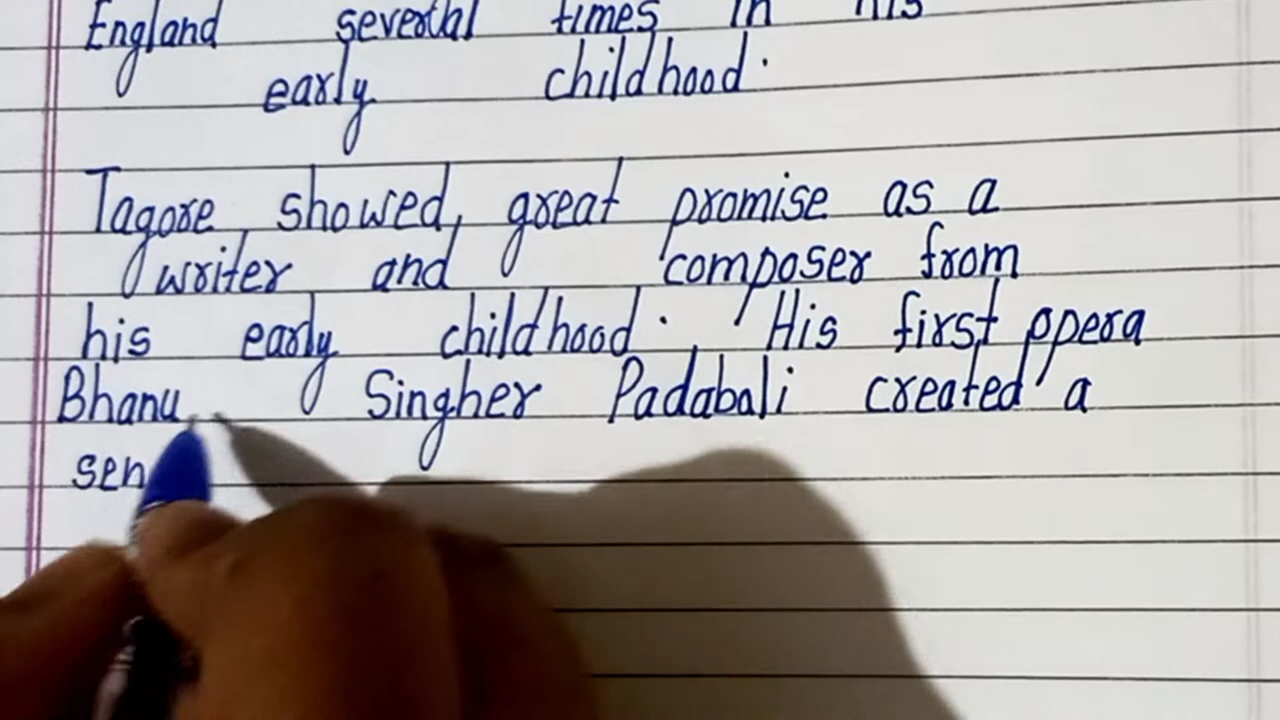 England several times in his
early childhood.
Tagore showed, great promise as a
writer and composer from
his early childhood. His first opera
Bhanu Singher Padabali created a
sen